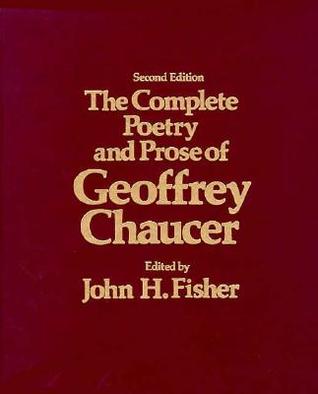 Second Edition
The Complete
Poetry
and Prose of
Geoffrey
Chaucer
Edited by
John H. Fisher